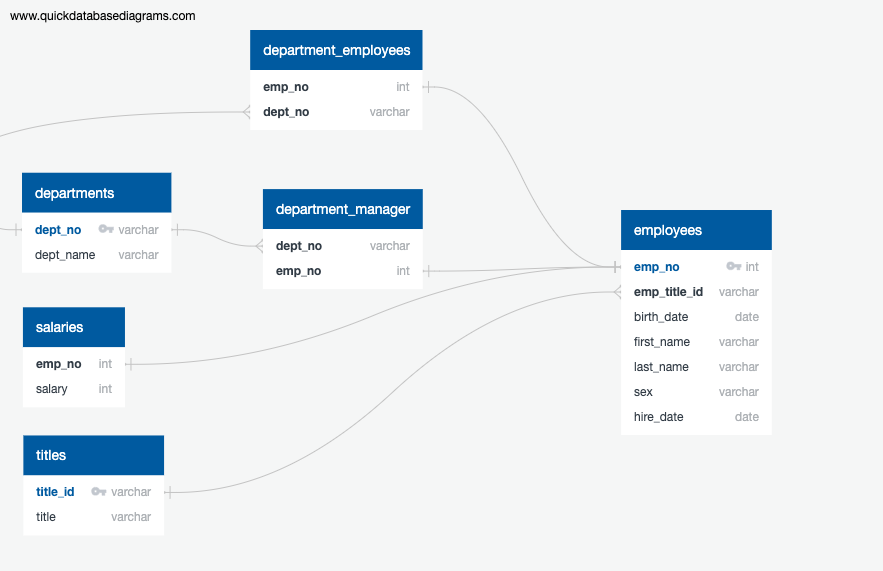 www.quickdatabasediagrams.com
department_employees
emp_no int
dept_no varchar
departments
dept_no varchar
dept_name varchar
department_manager
dept_no varchar
emp_no int
employees
emp_no int
emp_title_id varchar
birth_date date
first_name varchar
last_name varchar
sex varchar
hire_date date
salaries
emp_no int
salary int
titles
title_id varchar
title varchar